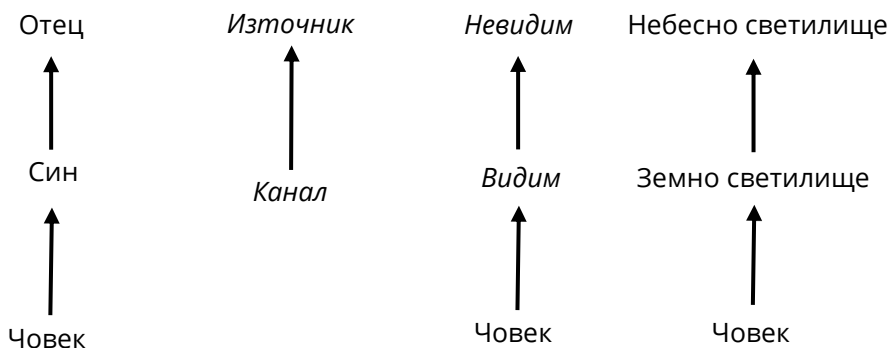 Отец Източник Невидим Небесно светилище
Син Канал Видим Земно светилище
Човек Човек Човек